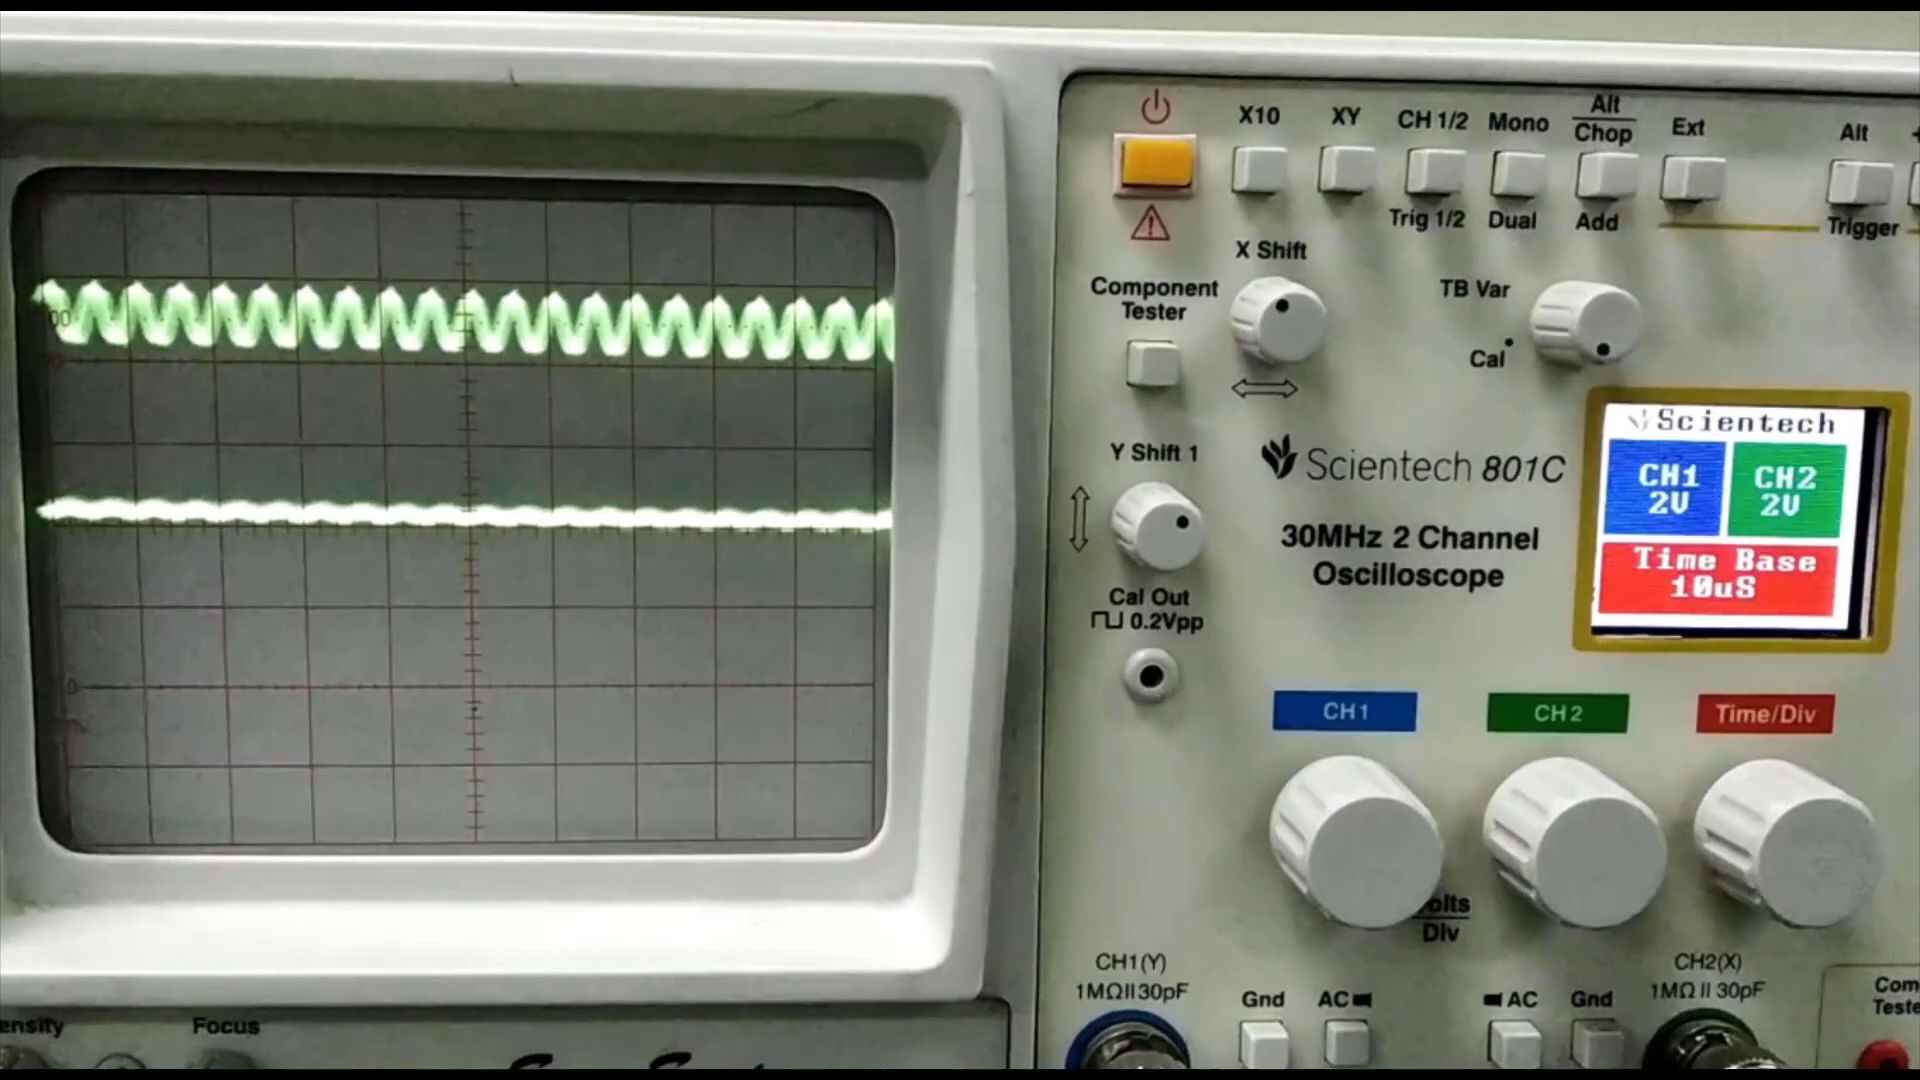 X10 XY CH 1/2 Mono Alt Ext Alt
Chop
Trig 1/2 Dual Add Trigger
X Shift
Component
Tester
TB Var
Cal
00
0
Y Shift 1
Scientech 801C
30MHz 2 Channel
Oscilloscope
Scientech
CH1 CH2
2V 2V
Time Base
10uS
Cal Out
0.2Vpp
CH1 CH2 Time/Div
Div
CH1(Y)
1MΩII30pF
Gnd AC
AC Gnd
CH2(X)
1MΩ II 30pF
Focus